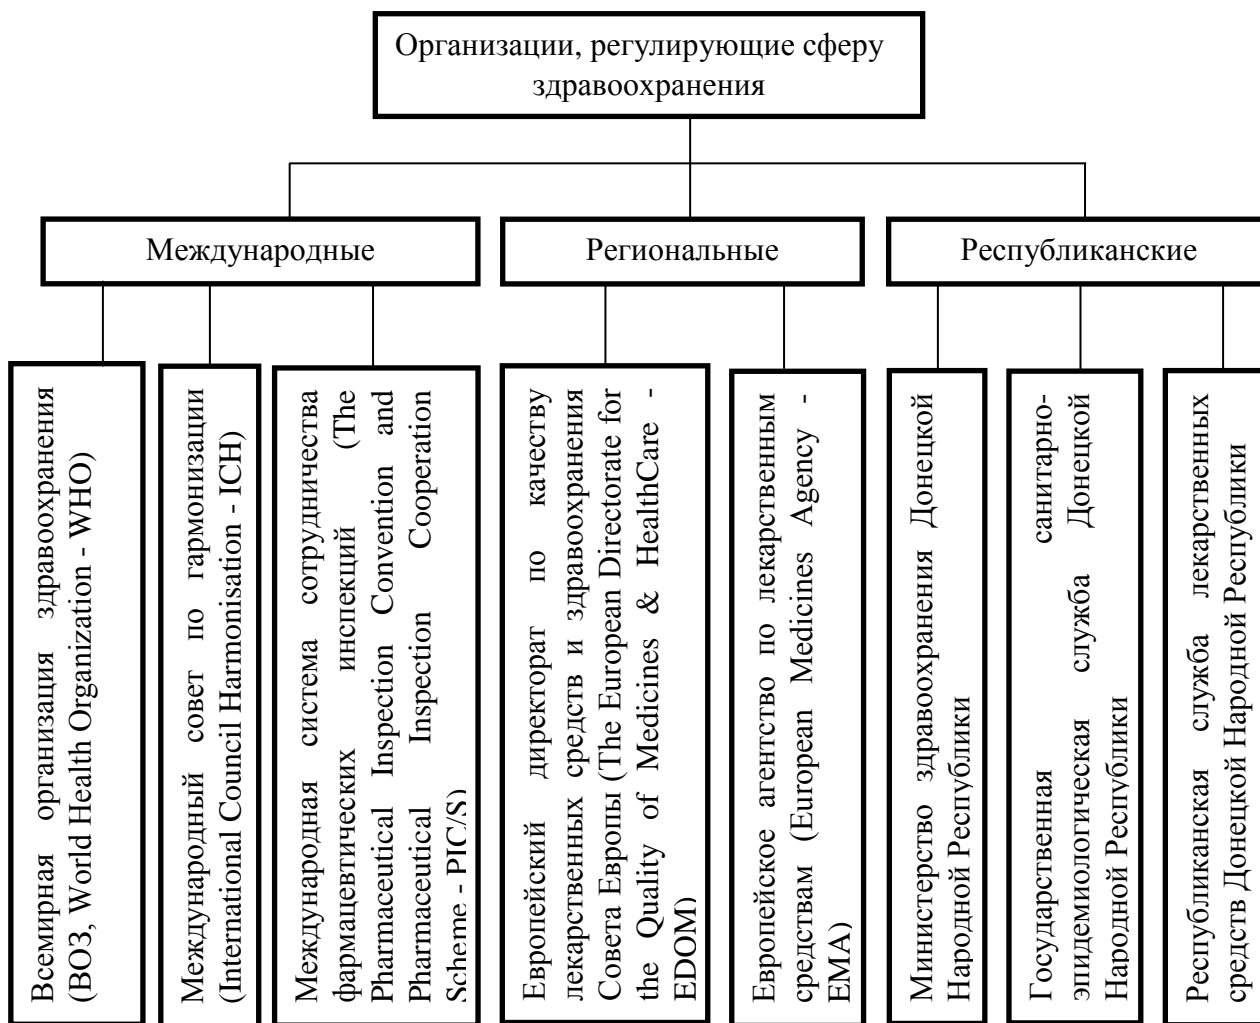 Организации, регулирующие сферу
здравоохранения
Международные
Региональные
Республиканские
Всемирная организация здравоохранения
(ВОЗ, World Health Organization - WHO)
Международный совет по гармонизации
(International Council Harmonisation - ICH)
Международная система сотрудничества
фармацевтических инспекций (The
Pharmaceutical Inspection Convention and
Pharmaceutical Inspection Cooperation
Scheme - PIC/S)
Европейский директорат по качеству
лекарственных средств и здравоохранения
Совета Европы (The European Directorate for
the Quality of Medicines & HealthCare -
EDOM)
Европейское агентство по лекарственным
средствам (European Medicines Agency -
EMA)
Министерство здравоохранения Донецкой
Народной Республики
Государственная санитарно-
эпидемиологическая служба Донецкой
Народной Республики
Республиканская служба лекарственных
средств Донецкой Народной Республики